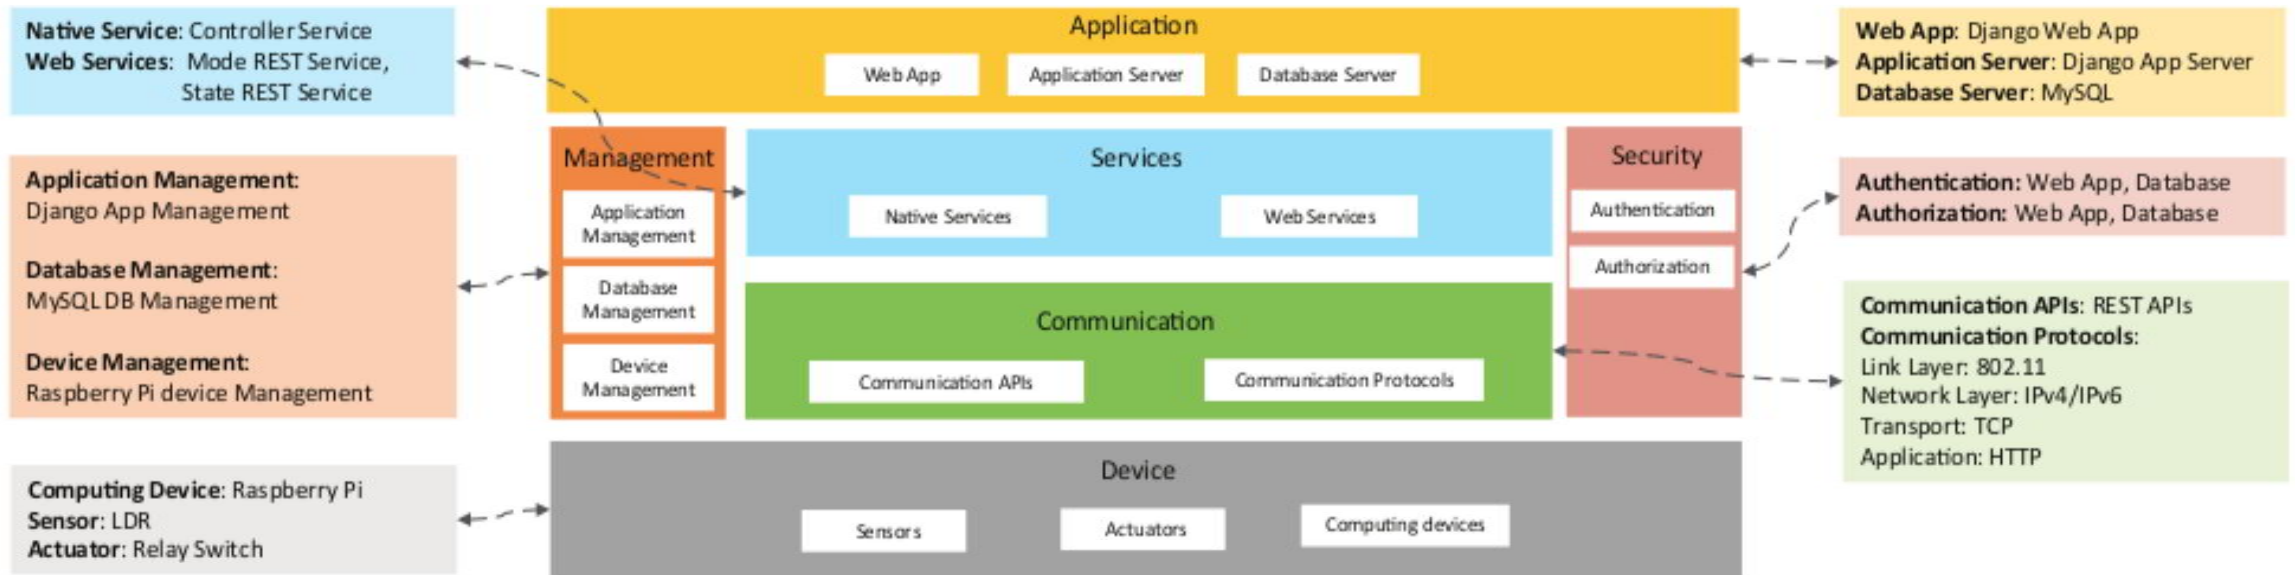 Native Service: Controller Service
Web Services: Mode REST Service,
State REST Service
Application Management:
Django App Management
Database Management:
MySQL DB Management
Device Management:
Raspberry Pi device Management
Computing Device: Raspberry Pi
Sensor: LDR
Actuator: Relay Switch
Application
Web App
Application Server
Database Server
Management
Application
Management
Database
Management
Device
Management
Services
Native Services
Web Services
Communication
Communication APIs
Communication Protocols
Security
Authentication
Authorization
Device
Sensors
Actuators
Computing devices
Web App: Django Web App
Application Server: Django App Server
Database Server: MySQL
Authentication: Web App, Database
Authorization: Web App, Database
Communication APIs: REST APIs
Communication Protocols:
Link Layer: 802.11
Network Layer: IPv4/IPv6
Transport: TCP
Application: HTTP